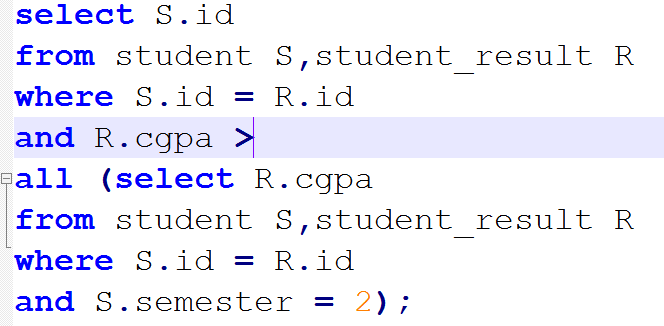 select S.id
from student S,student_result R
where S.id = R.id
and R.cgpa >
all (select R.cgpa
from student S,student_result R
where S.id = R.id
and S.semester = 2);